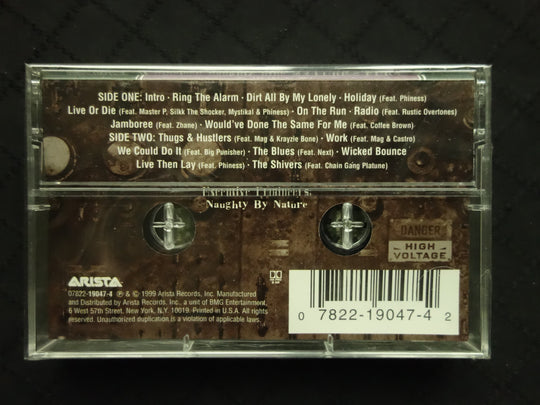 SIDE ONE: Intro · Ring The Alarm · Dirt All By My Lonely · Holiday (Feat. Phiness)
Live Or Die (Feat. Master P, Silkk The Shocker, Mystikal & Phiness) · On The Run · Radio (Feat. Rustic Overtones)
Jamboree (Feat. Zhane) · Would've Done The Same For Me (Feat. Coffee Brown)
SIDE TWO: Thugs & Hustlers (Feat. Mag & Krayzie Bone) · Work (Feat. Mag & Castro)
We Could Do It (Feat. Big Punisher) · The Blues (Feat. Next) · Wicked Bounce
Live Then Lay (Feat. Phiness) · The Shivers (Feat. Chain Gang Platune)
Executive Producers:
Naughty By Nature
DANGER
HIGH
VOLTAGE
ARISTA
07822-19047-4 ℗ & © 1999 Arista Records, Inc. Manufactured
and Distributed by Arista Records, Inc., a unit of BMG Entertainment,
6 West 57th Street, New York, N.Y. 10019. Printed in U.S.A. All rights
reserved. Unauthorized duplication is a violation of applicable laws.
0 7822-19047-4 2